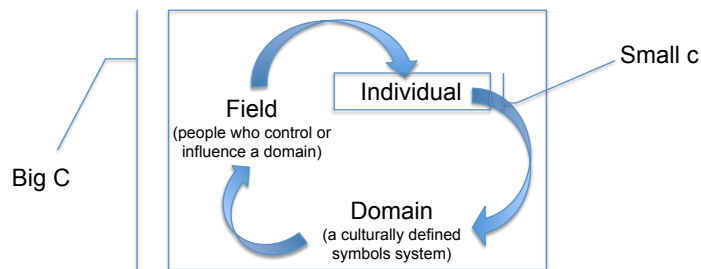 Small c
Individual
Field
(people who control or
influence a domain)
Big C
Domain
(a culturally defined
symbols system)